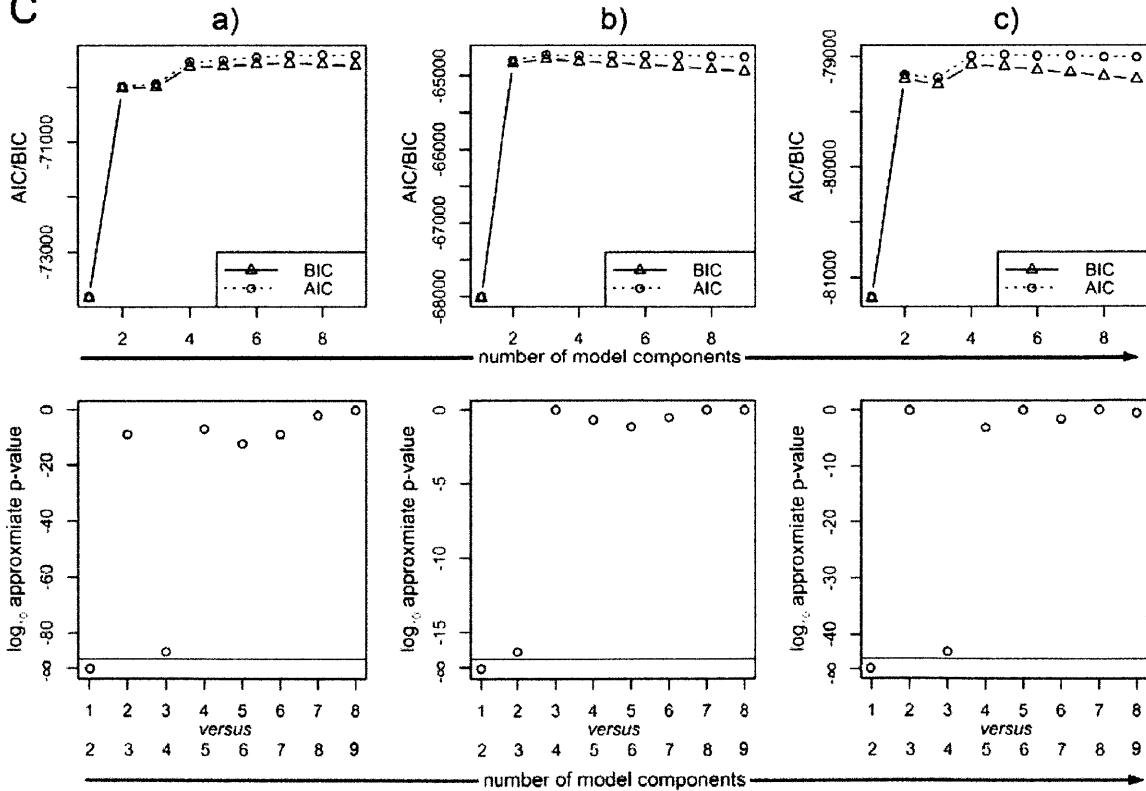 C
a)
b)
c)
AIC/BIC
-71000
-73000
BIC
AIC
2 4 6 8
AIC/BIC
-65000
-66000
-67000
-68000
BIC
AIC
2 4 6 8
AIC/BIC
-79000
-80000
-81000
BIC
AIC
2 4 6 8
number of model components
log₁₀ approxmiate p-value
0
-20
-40
-60
-80
-∞
1 2 3 4 5 6 7 8
versus
2 3 4 5 6 7 8 9
log₁₀ approxmiate p-value
0
-5
-10
-15
-∞
1 2 3 4 5 6 7 8
versus
2 3 4 5 6 7 8 9
log₁₀ approxmiate p-value
0
-10
-20
-30
-40
-∞
1 2 3 4 5 6 7 8
versus
2 3 4 5 6 7 8 9
number of model components